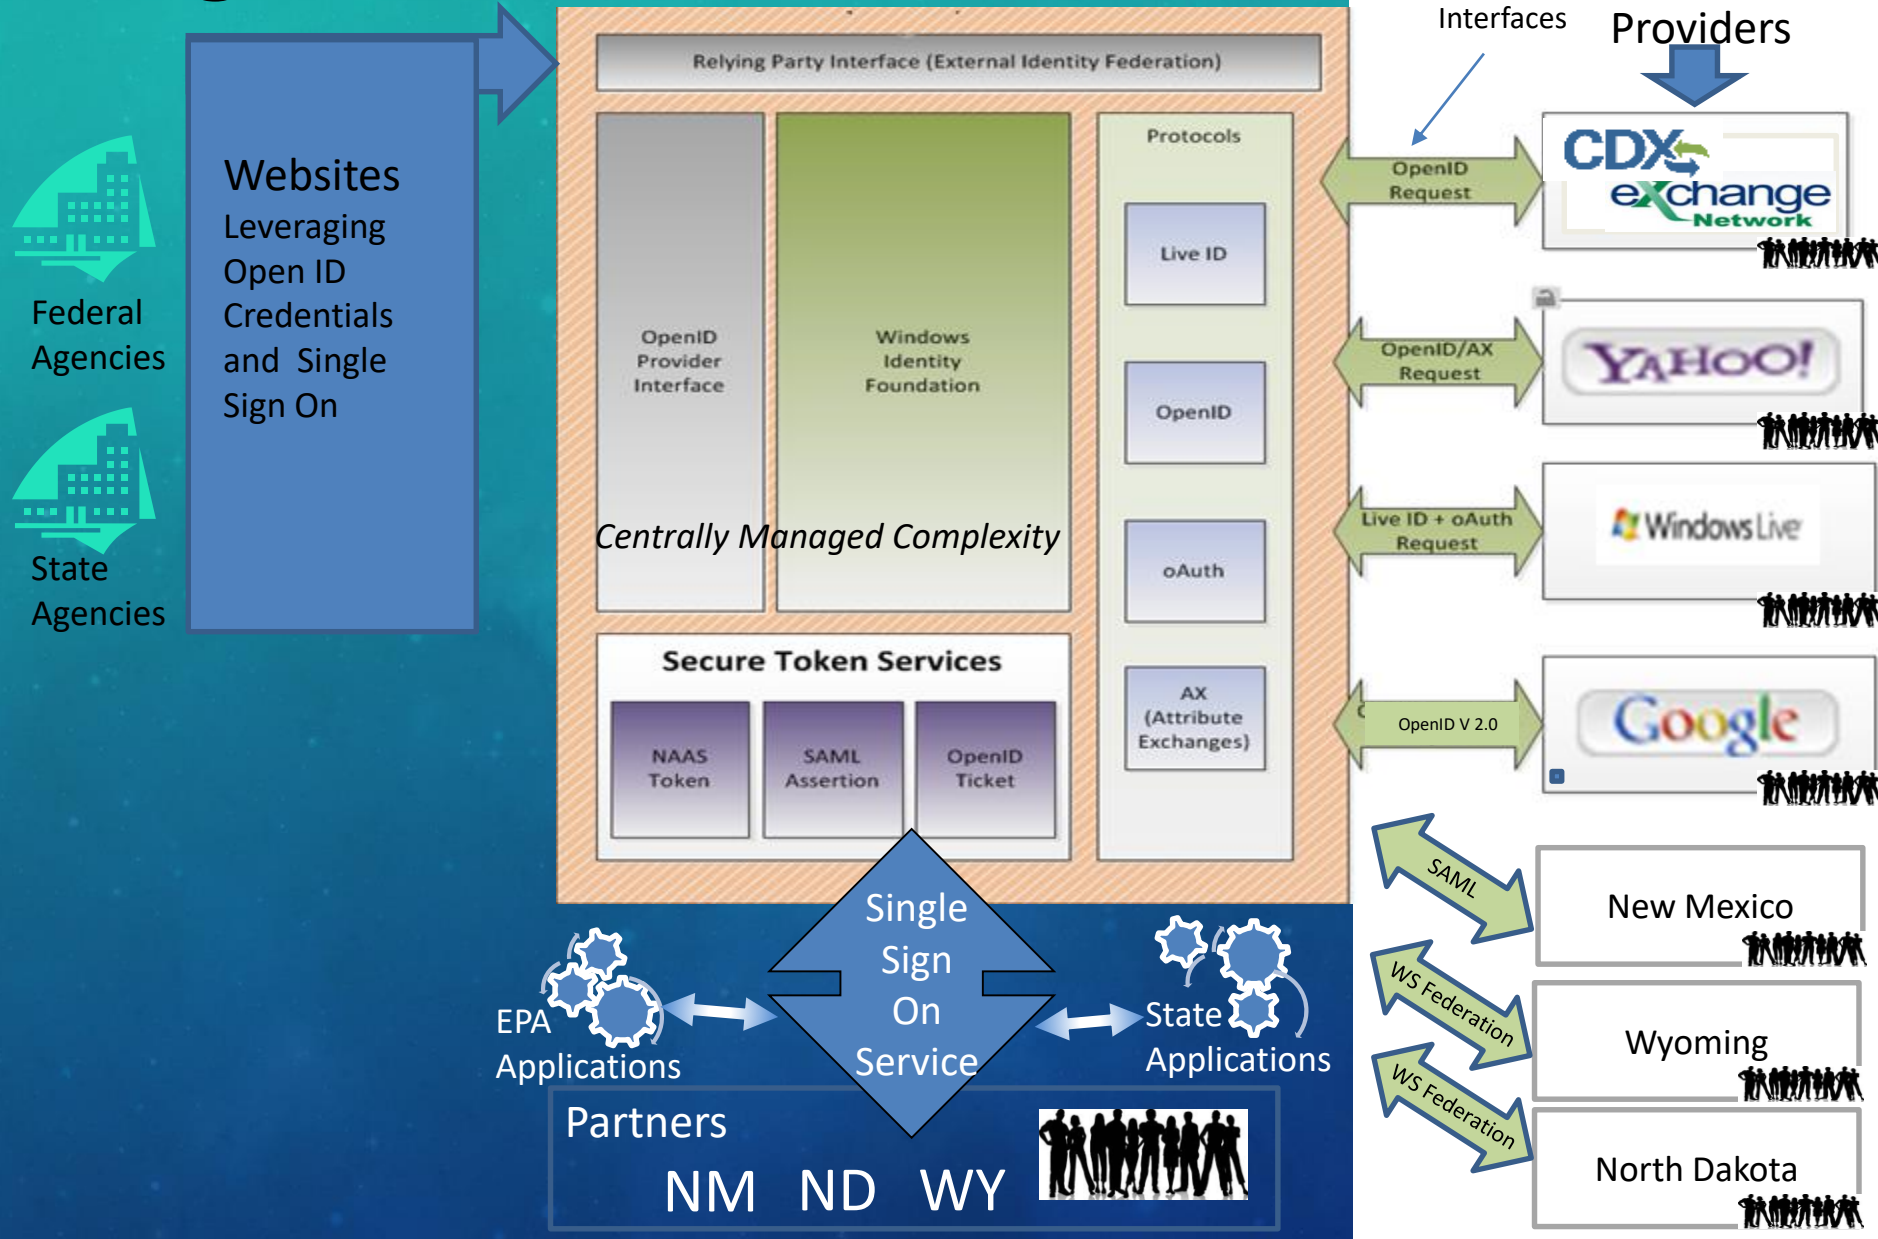 Interfaces
Providers
Relying Party Interface (External Identity Federation)
Websites
Leveraging
Open ID
Credentials
and Single
Sign On
Federal
Agencies
State
Agencies
OpenID
Provider
Interface
Windows
Identity
Foundation
Centrally Managed Complexity
Protocols
Live ID
OpenID
oAuth
AX
(Attribute
Exchanges)
Secure Token Services
NAAS
Token
SAML
Assertion
OpenID
Ticket
OpenID
Request
CDX
eXchange
Network
OpenID/AX
Request
YAHOO!
Live ID + oAuth
Request
Windows Live
OpenID V 2.0
Google
SAML
New Mexico
WS Federation
Wyoming
WS Federation
North Dakota
Single
Sign
On
Service
EPA
Applications
State
Applications
Partners
NM ND WY